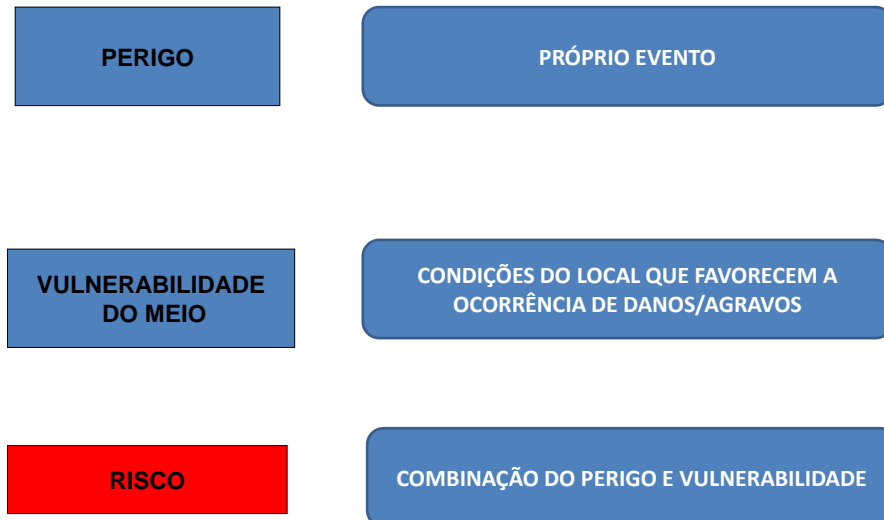 PERIGO
PRÓPRIO EVENTO
VULNERABILIDADE
DO MEIO
CONDIÇÕES DO LOCAL QUE FAVORECEM A
OCORRÊNCIA DE DANOS/AGRAVOS
RISCO
COMBINAÇÃO DO PERIGO E VULNERABILIDADE